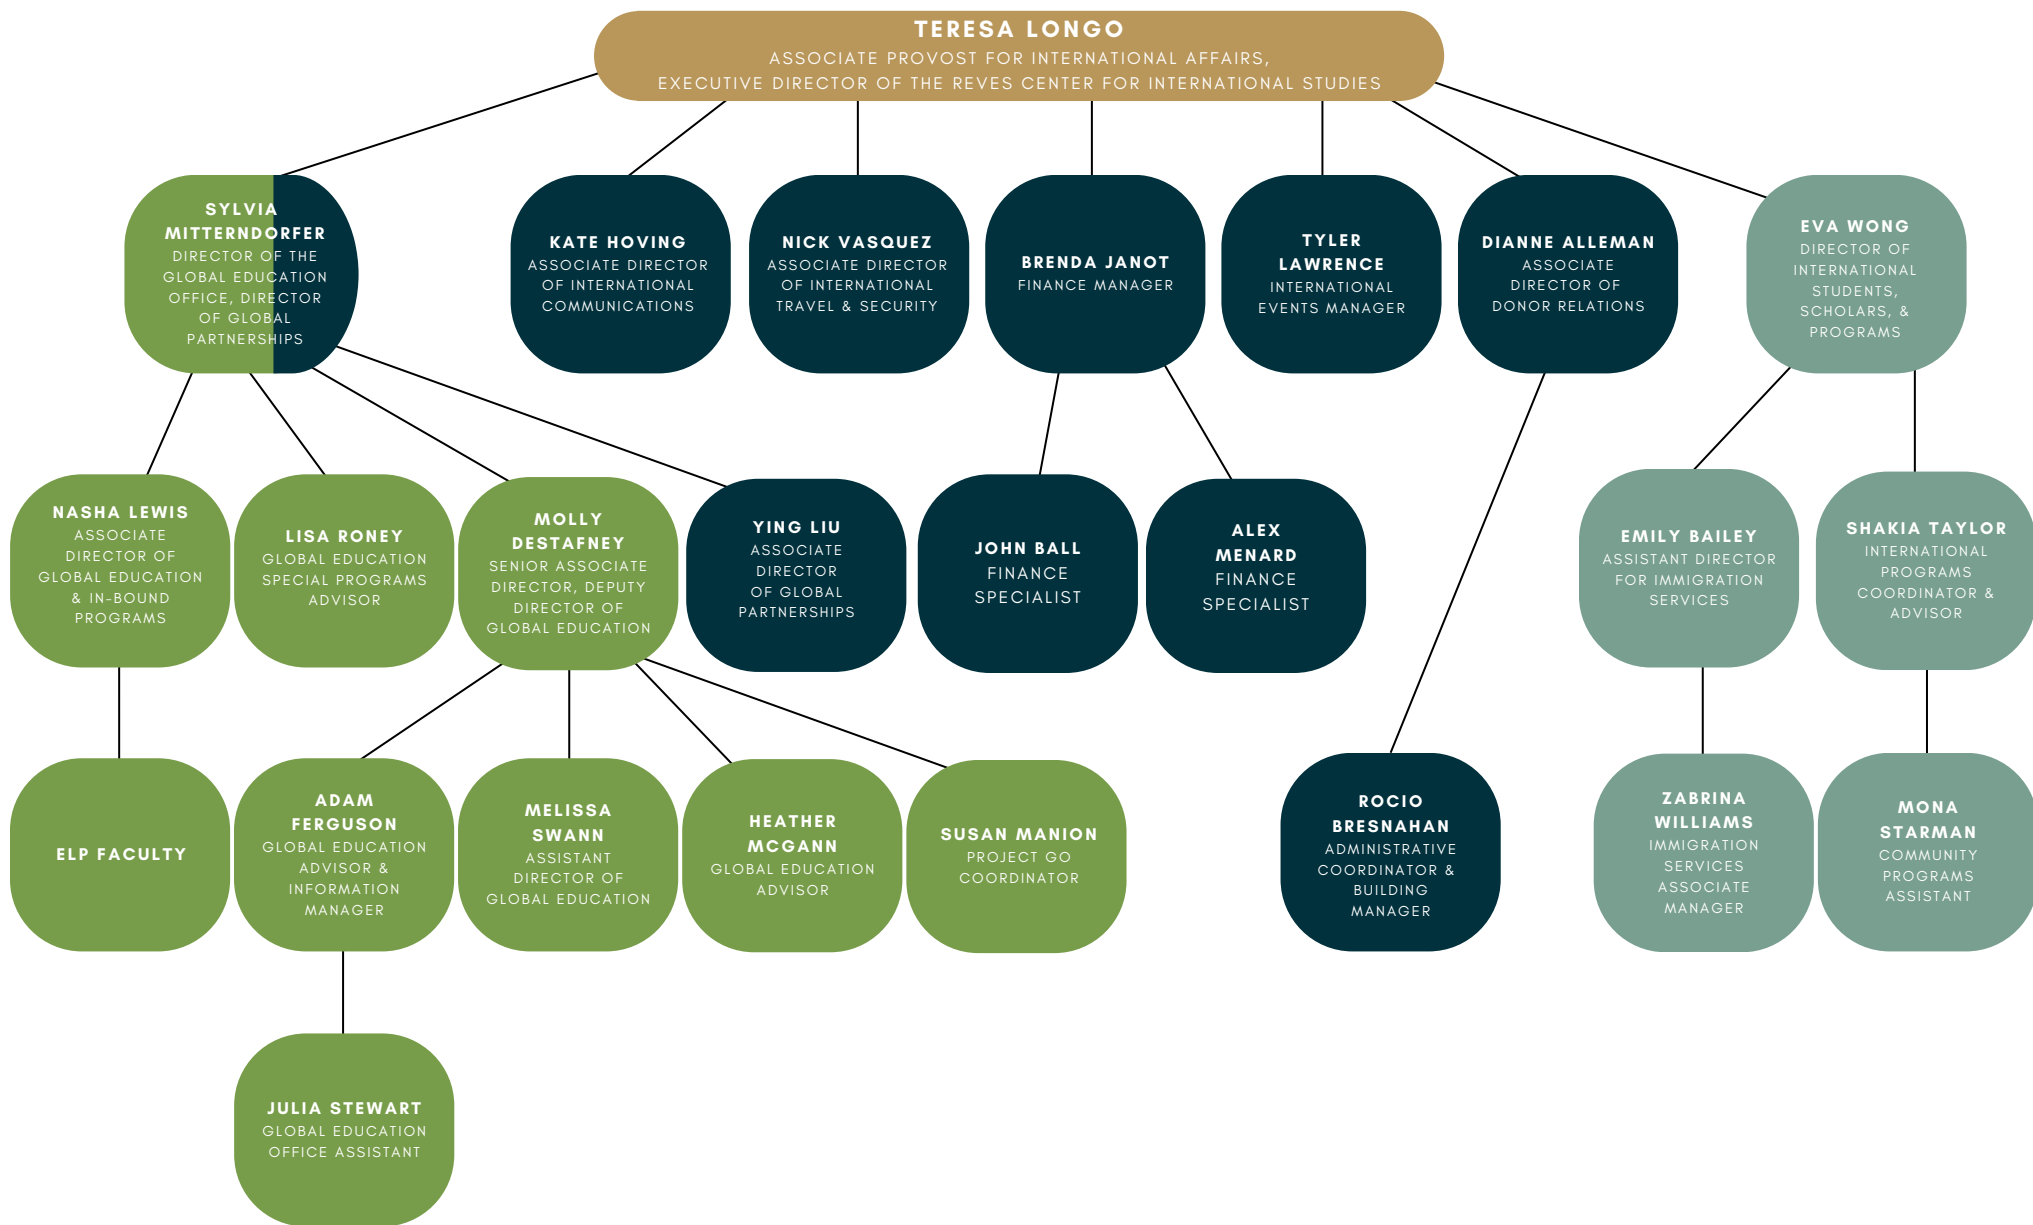 TERESA LONGO
ASSOCIATE PROVOST FOR INTERNATIONAL AFFAIRS,
EXECUTIVE DIRECTOR OF THE REVES CENTER FOR INTERNATIONAL STUDIES
SYLVIA
MITTERNDORFER
DIRECTOR OF THE
GLOBAL EDUCATION
OFFICE, DIRECTOR
OF GLOBAL
PARTNERSHIPS
KATE HOVING
ASSOCIATE DIRECTOR
OF INTERNATIONAL
COMMUNICATIONS
NICK VASQUEZ
ASSOCIATE DIRECTOR
OF INTERNATIONAL
TRAVEL & SECURITY
BRENDA JANOT
FINANCE MANAGER
TYLER
LAWRENCE
INTERNATIONAL
EVENTS MANAGER
DIANNE ALLEMAN
ASSOCIATE
DIRECTOR OF
DONOR RELATIONS
EVA WONG
DIRECTOR OF
INTERNATIONAL
STUDENTS,
SCHOLARS, &
PROGRAMS
NASHA LEWIS
ASSOCIATE
DIRECTOR OF
GLOBAL EDUCATION
& IN-BOUND
PROGRAMS
LISA RONEY
GLOBAL EDUCATION
SPECIAL PROGRAMS
ADVISOR
MOLLY
DESTAFNEY
SENIOR ASSOCIATE
DIRECTOR, DEPUTY
DIRECTOR OF
GLOBAL EDUCATION
YING LIU
ASSOCIATE
DIRECTOR
OF GLOBAL
PARTNERSHIPS
JOHN BALL
FINANCE
SPECIALIST
ALEX
MENARD
FINANCE
SPECIALIST
EMILY BAILEY
ASSISTANT DIRECTOR
FOR IMMIGRATION
SERVICES
SHAKIA TAYLOR
INTERNATIONAL
PROGRAMS
COORDINATOR &
ADVISOR
ELP FACULTY
ADAM
FERGUSON
GLOBAL EDUCATION
ADVISOR &
INFORMATION
MANAGER
MELISSA
SWANN
ASSISTANT
DIRECTOR OF
GLOBAL EDUCATION
HEATHER
MCGANN
GLOBAL EDUCATION
ADVISOR
SUSAN MANION
PROJECT GO
COORDINATOR
ROCIO
BRESNAHAN
ADMINISTRATIVE
COORDINATOR &
BUILDING
MANAGER
ZABRINA
WILLIAMS
IMMIGRATION
SERVICES
ASSOCIATE
MANAGER
MONA
STARMAN
COMMUNITY
PROGRAMS
ASSISTANT
JULIA STEWART
GLOBAL EDUCATION
OFFICE ASSISTANT